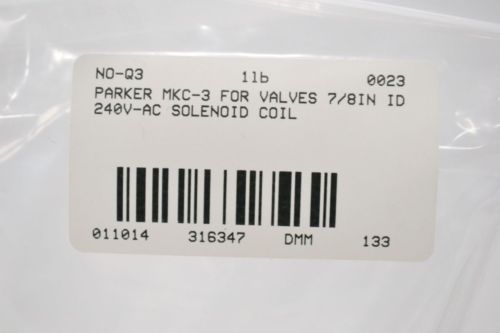 NO-Q3 1lb 0023
PARKER MKC-3 FOR VALVES 7/8IN ID
240V-AC SOLENOID COIL
011014 316347 DMM 133